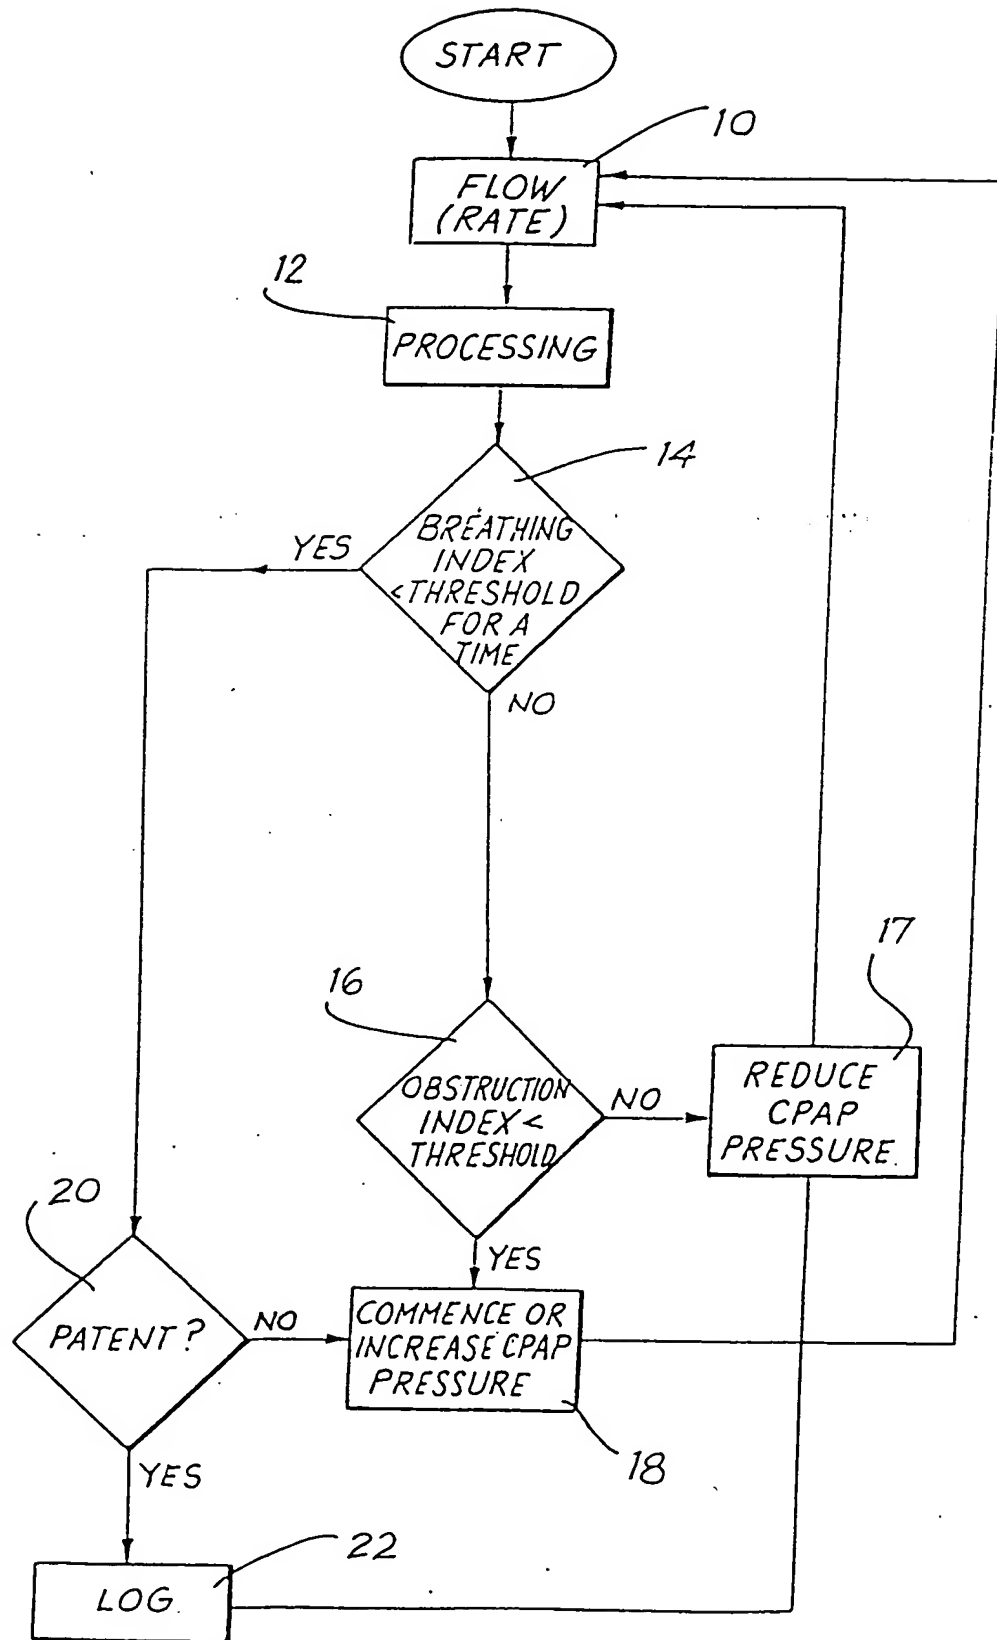 START
10
FLOW
(RATE)
12
PROCESSING
14
BREATHING
INDEX
<THRESHOLD
FOR A
TIME
YES
NO
16
OBSTRUCTION
INDEX <
THRESHOLD
NO
17
REDUCE
CPAP
PRESSURE.
20
PATENT?
NO
YES
COMMENCE OR
INCREASE CPAP
PRESSURE
18
YES
22
LOG.